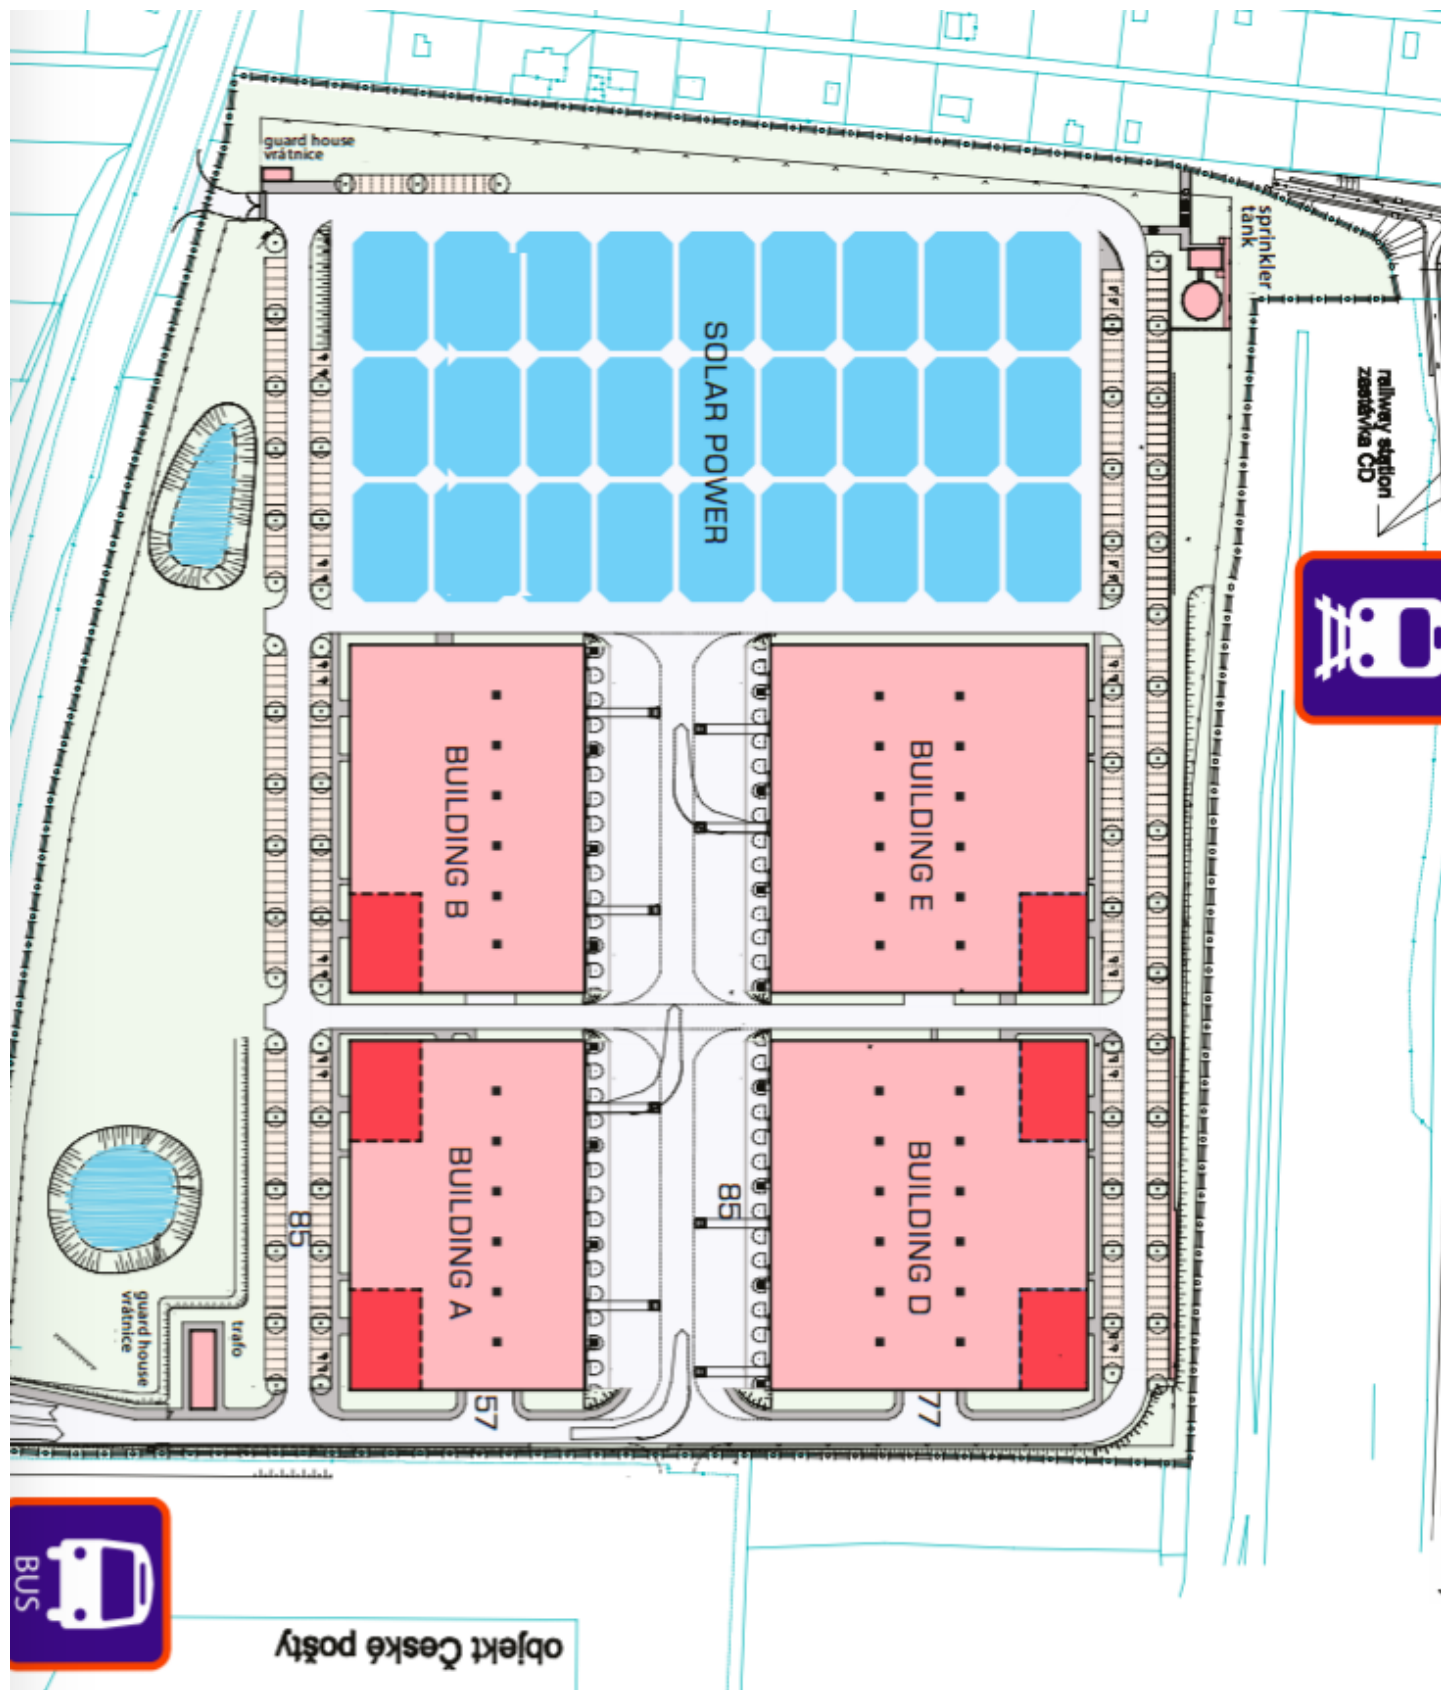 guard house
vrátnice
sprinkler
tank
SOLAR POWER
railway station
zastávka ČD
BUILDING B
BUILDING E
BUILDING A
BUILDING D
85
85
guard house
vrátnice
trafo
57
77
BUS
objekt České pošty